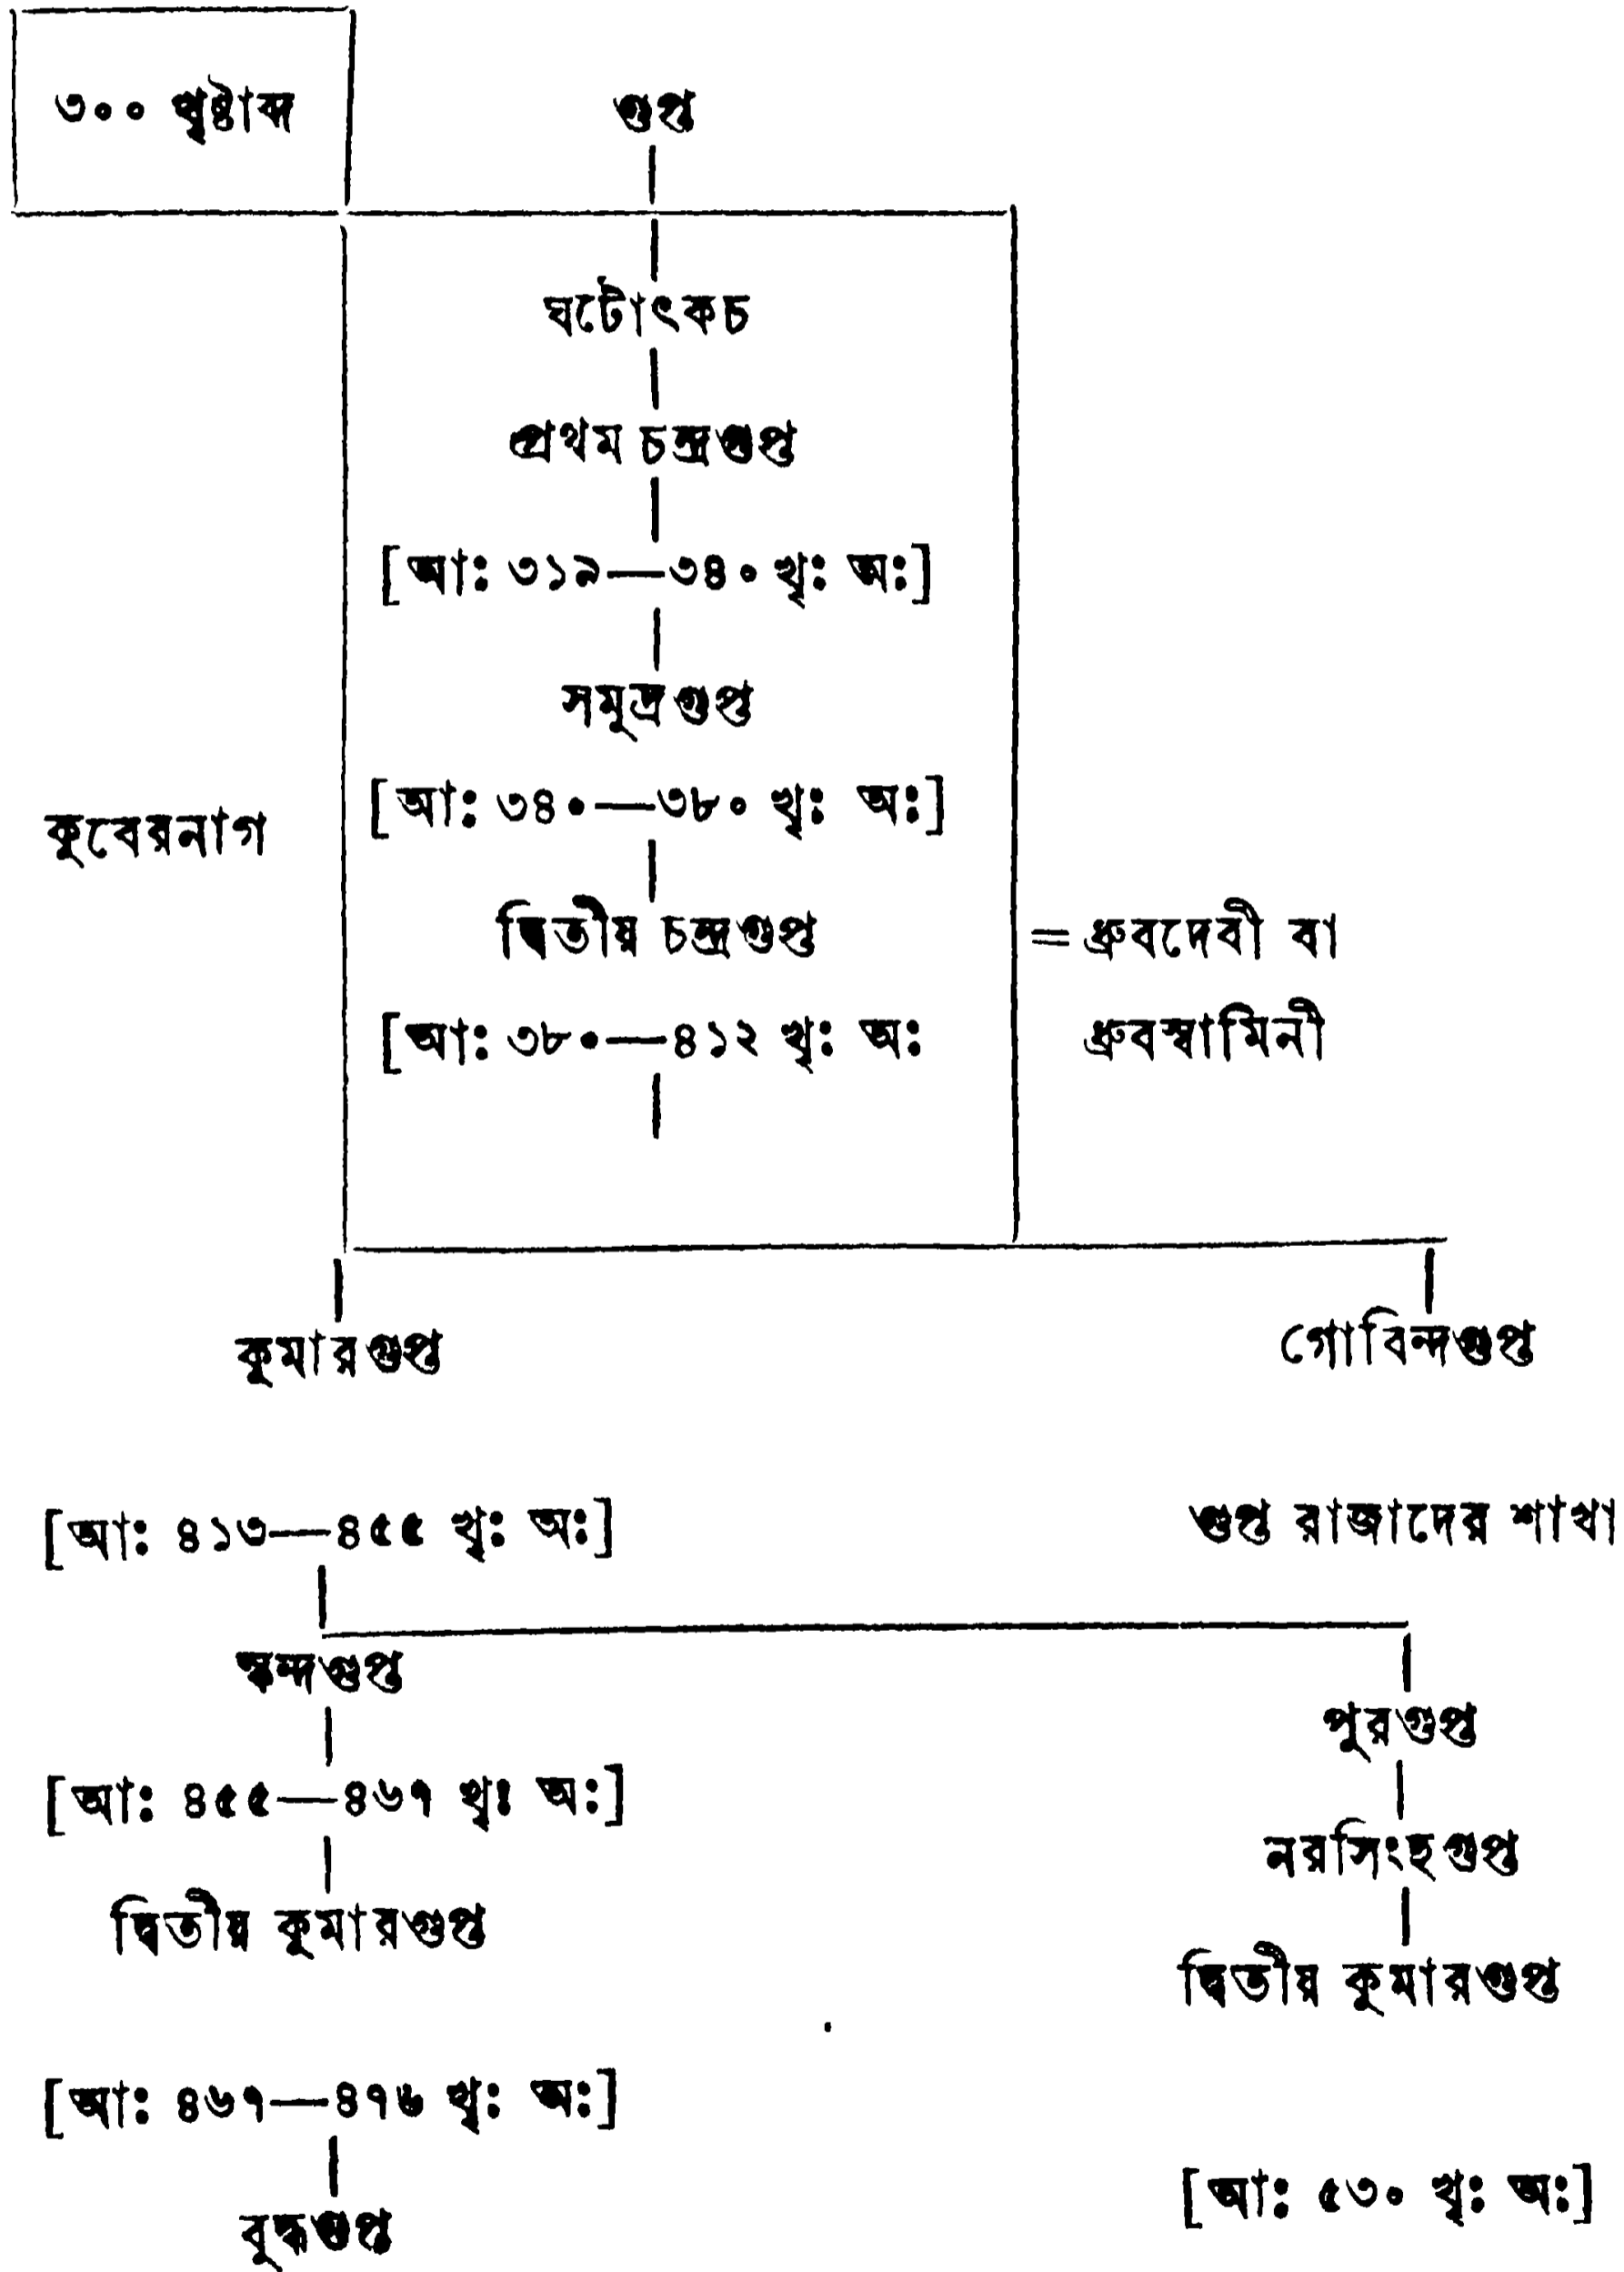 ৩০০ খৃষ্টাব্দ
গুপ্ত
ঘটোৎকচ
প্রথম চন্দ্রগুপ্ত
[আঃ ৩১৯—৩৪০ খৃঃ অঃ]
সমুদ্রগুপ্ত
[আঃ ৩৪০—৩৮০ খৃঃ অঃ]
কুবেরনাগ
দ্বিতীয় চন্দ্রগুপ্ত = ধ্রুবদেবী বা
[আঃ ৩৮০—৪১২ খৃঃ অঃ ধ্রুবস্বামিনী
কুমারগুপ্ত গোবিন্দগুপ্ত
[আঃ ৪১৩—৪৫৫ খৃঃ অঃ] গুপ্ত রাজাদের শাখা
স্কন্দগুপ্ত
পুরগুপ্ত
[আঃ ৪৫৫—৪৬৭ খৃঃ অঃ]
নরসিংহগুপ্ত
দ্বিতীয় কুমারগুপ্ত
দ্বিতীয় কুমারগুপ্ত
[আঃ ৪৬৭—৪৭৬ খৃঃ অঃ]
[আঃ ৫৩০ খৃঃ অঃ]
বুদ্ধগুপ্ত